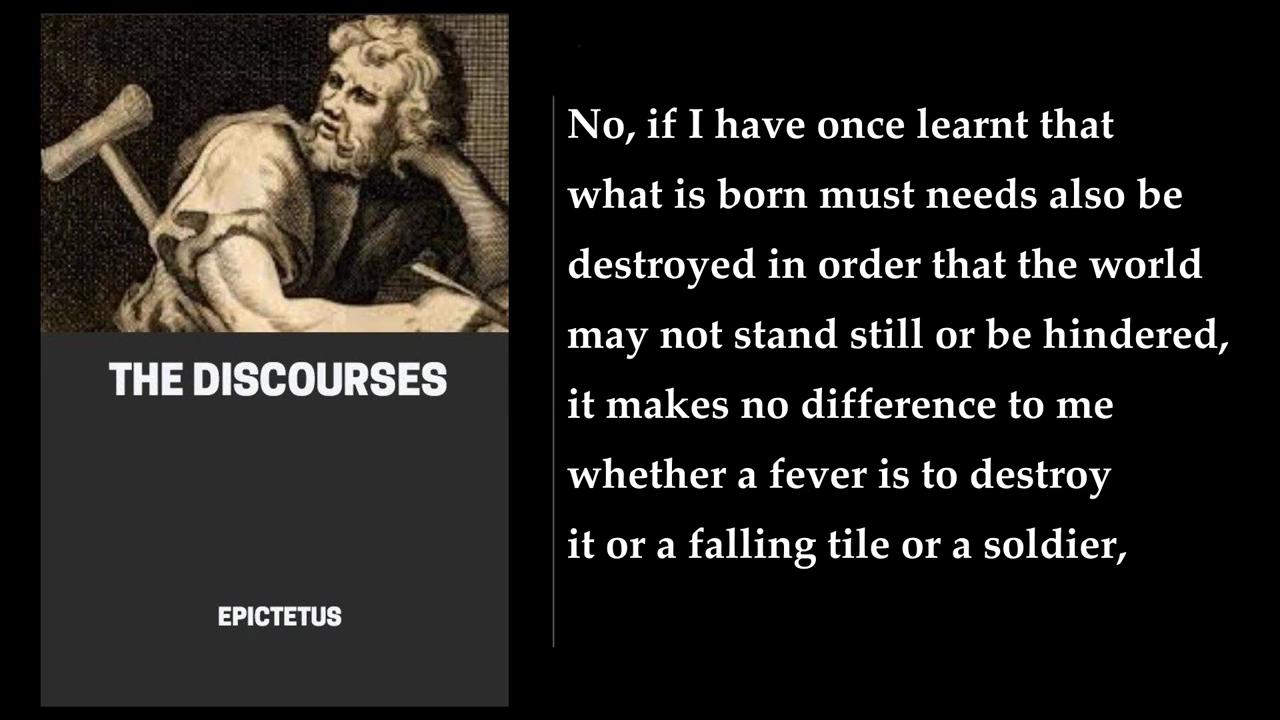 THE DISCOURSES
EPICTETUS
No, if I have once learnt that
what is born must needs also be
destroyed in order that the world
may not stand still or be hindered,
it makes no difference to me
whether a fever is to destroy
it or a falling tile or a soldier,